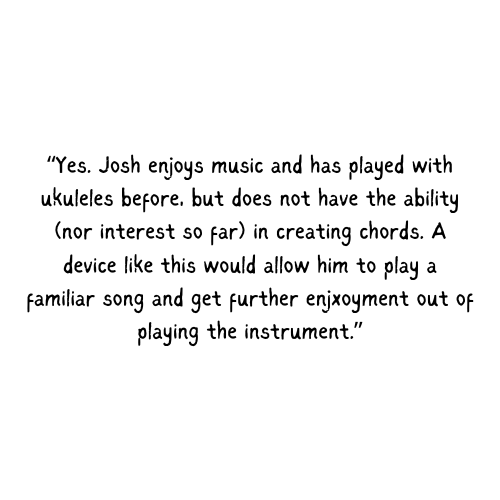 “Yes. Josh enjoys music and has played with
ukuleles before, but does not have the ability
(nor interest so far) in creating chords. A
device like this would allow him to play a
familiar song and get further enjxoyment out of
playing the instrument.”